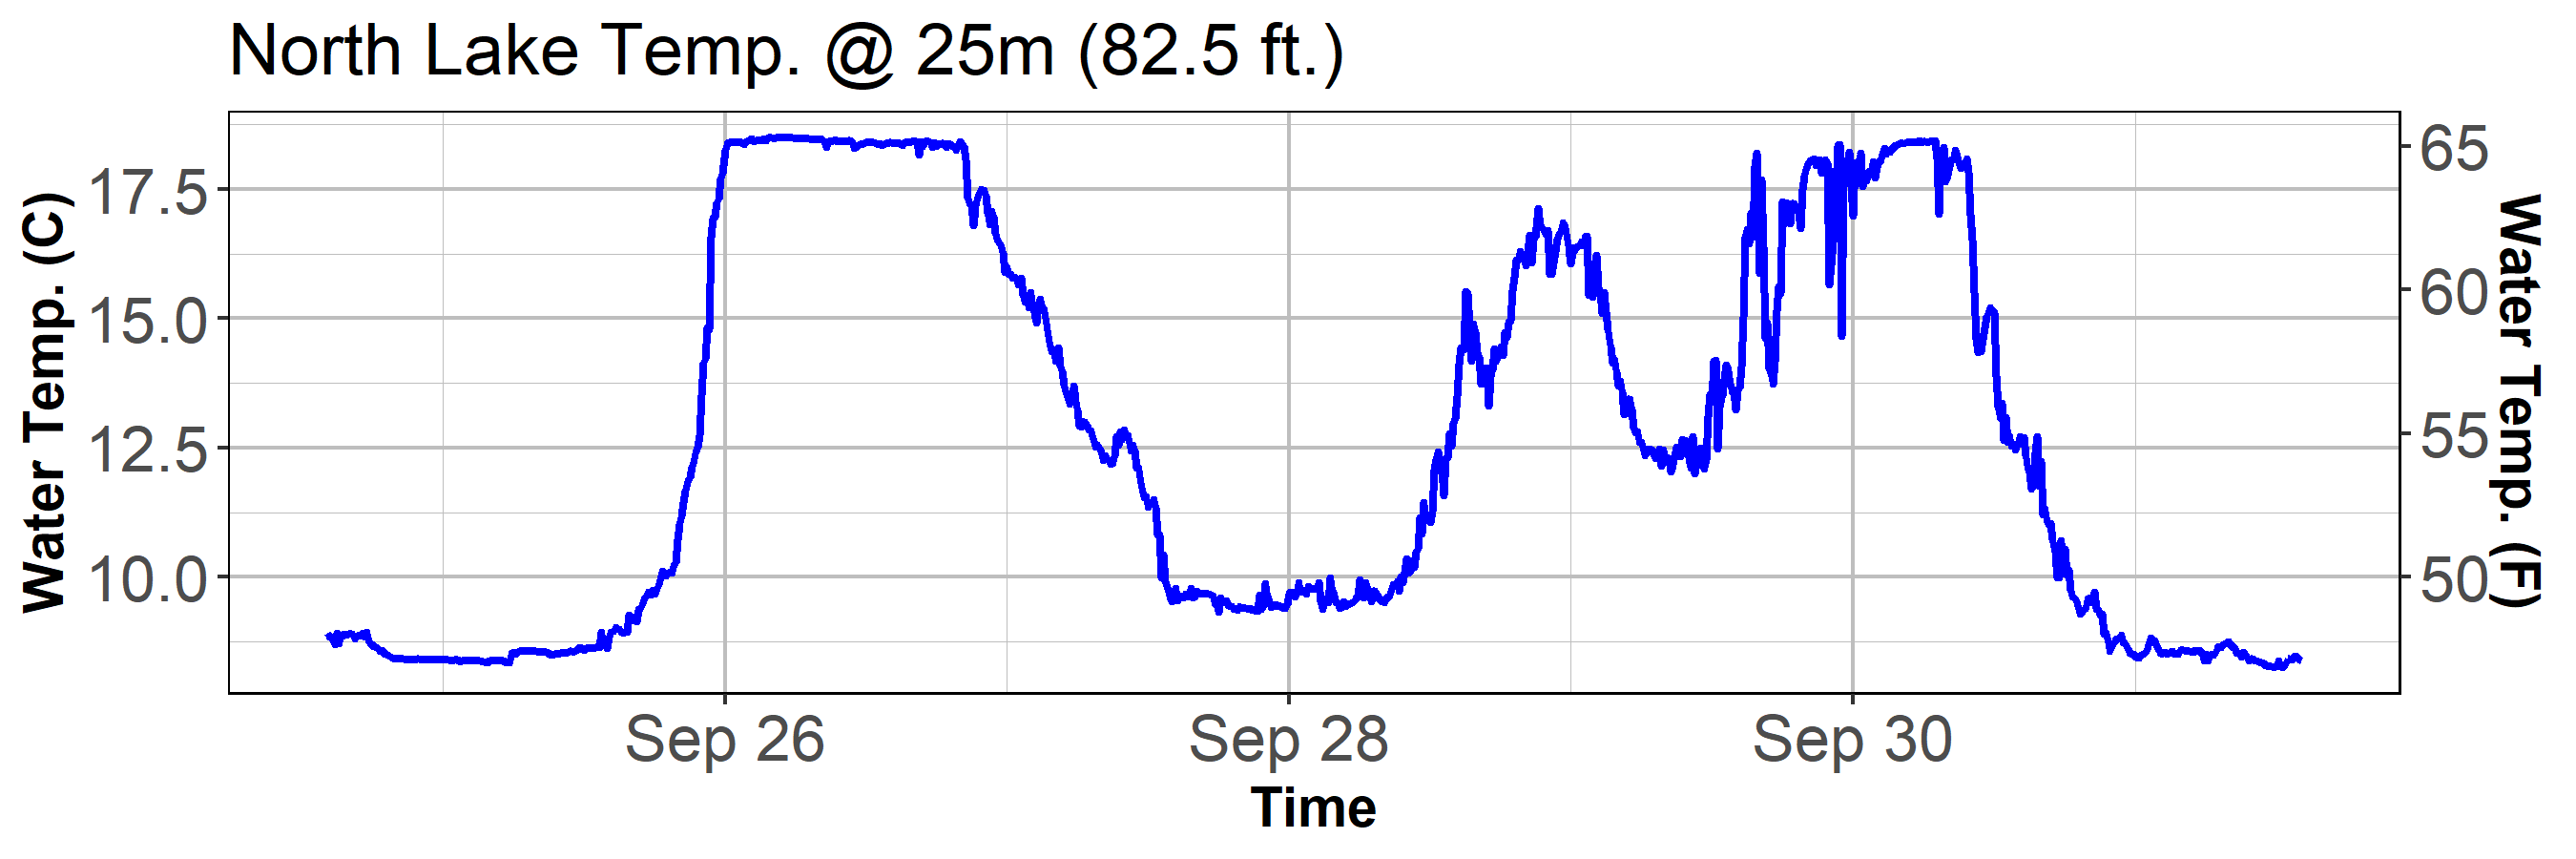 North Lake Temp. @ 25m (82.5 ft.)
Water Temp. (C)
17.5
15.0
12.5
10.0
65
60
55
50
Water Temp. (F)
Sep 26
Sep 28
Sep 30
Time